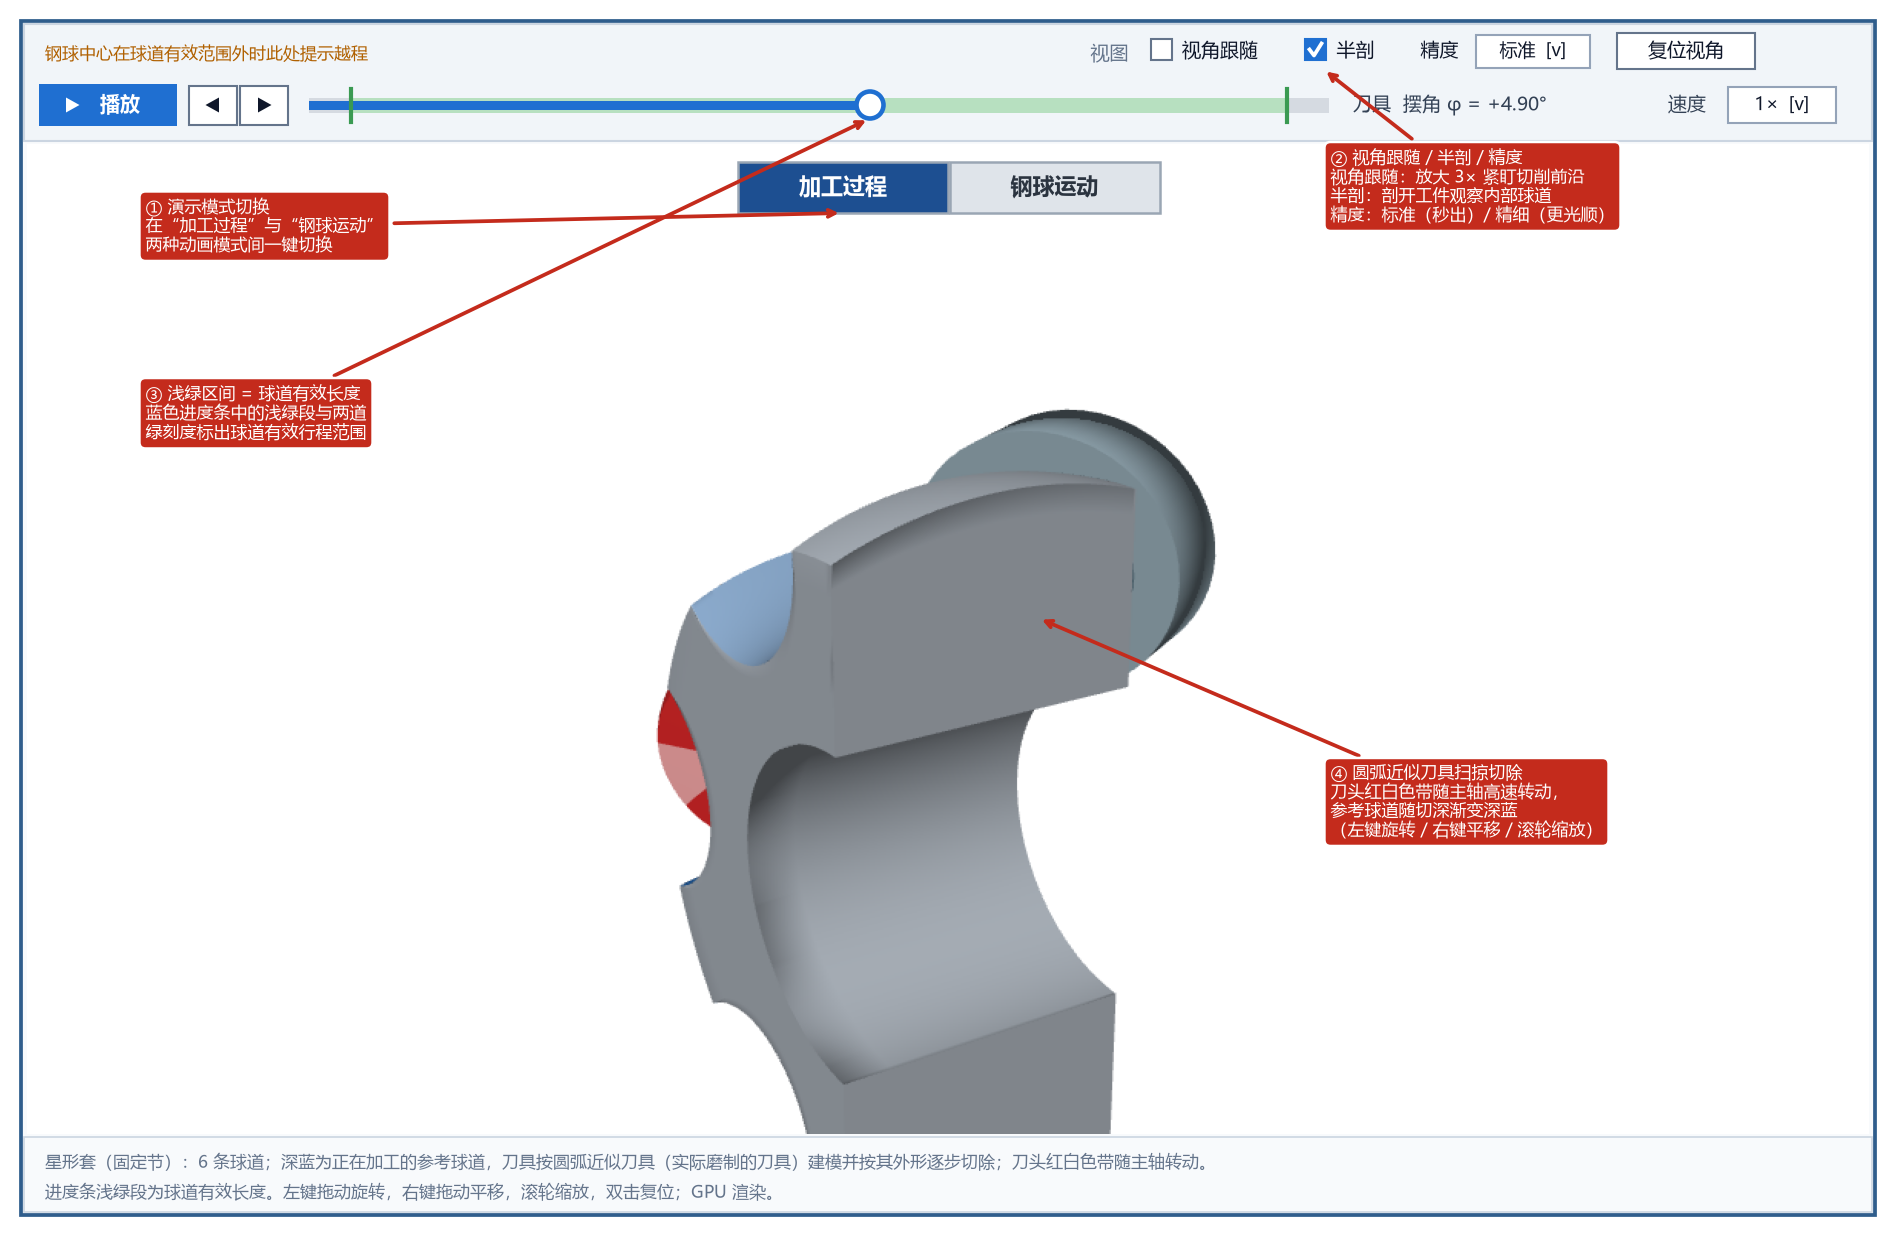 钢球中心在球道有效范围外时此处提示越程
视图
视角跟随
半剖
精度
标准 [v]
复位视角
播放
刀具 摆角 φ = +4.90°
速度
1× [v]
加工过程
钢球运动
① 演示模式切换
在“加工过程”与“钢球运动”
两种动画模式间一键切换
② 视角跟随 / 半剖 / 精度
视角跟随：放大 3× 紧盯切削前沿
半剖：剖开工件观察内部球道
精度：标准（秒出）/ 精细（更光顺）
③ 浅绿区间 = 球道有效长度
蓝色进度条中的浅绿段与两道
绿刻度标出球道有效行程范围
④ 圆弧近似刀具扫掠切除
刀头红白色带随主轴高速转动，
参考球道随切深渐变深蓝
（左键旋转 / 右键平移 / 滚轮缩放）
星形套（固定节）：6 条球道；深蓝为正在加工的参考球道，刀具按圆弧近似刀具（实际磨制的刀具）建模并按其外形逐步切除；刀头红白色带随主轴转动。
进度条浅绿段为球道有效长度。左键拖动旋转，右键拖动平移，滚轮缩放，双击复位；GPU 渲染。